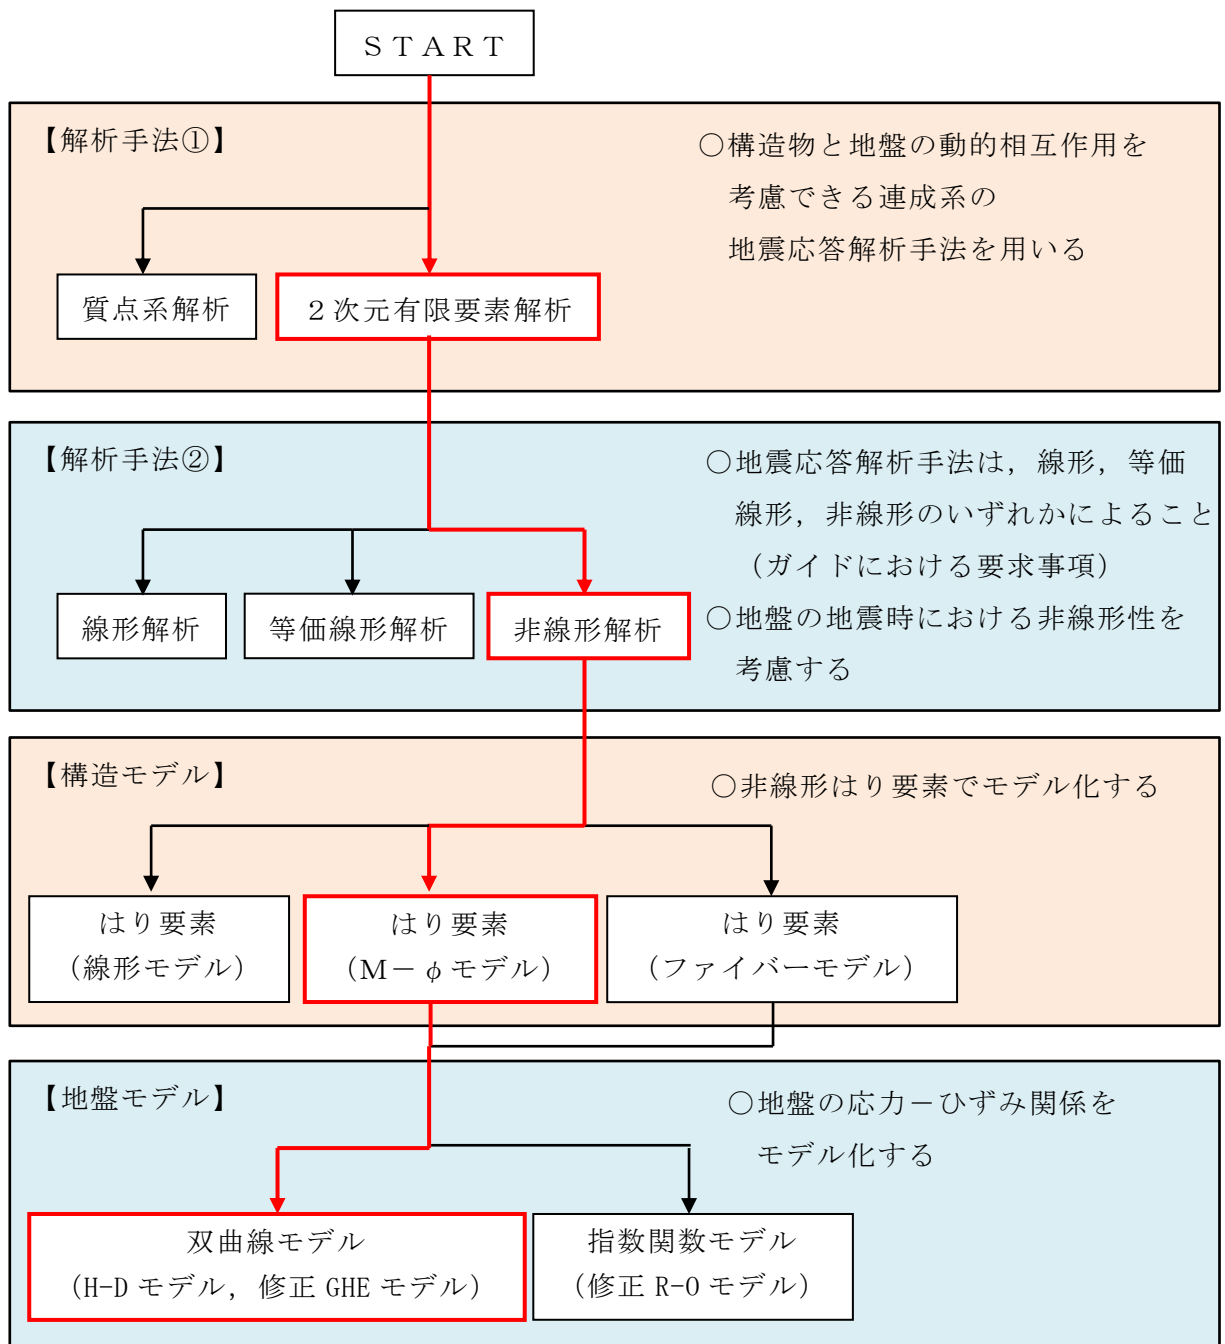 ＳＴＡＲＴ
【解析手法①】
○構造物と地盤の動的相互作用を
考慮できる連成系の
地震応答解析手法を用いる
質点系解析
２次元有限要素解析
【解析手法②】
○地震応答解析手法は，線形，等価
線形，非線形のいずれかによること
（ガイドにおける要求事項）
○地盤の地震時における非線形性を
考慮する
線形解析
等価線形解析
非線形解析
【構造モデル】
○非線形はり要素でモデル化する
はり要素
（線形モデル）
はり要素
（Ｍ－φモデル）
はり要素
（ファイバーモデル）
【地盤モデル】
○地盤の応力－ひずみ関係を
モデル化する
双曲線モデル
（H-D モデル，修正 GHE モデル）
指数関数モデル
（修正 R-O モデル）